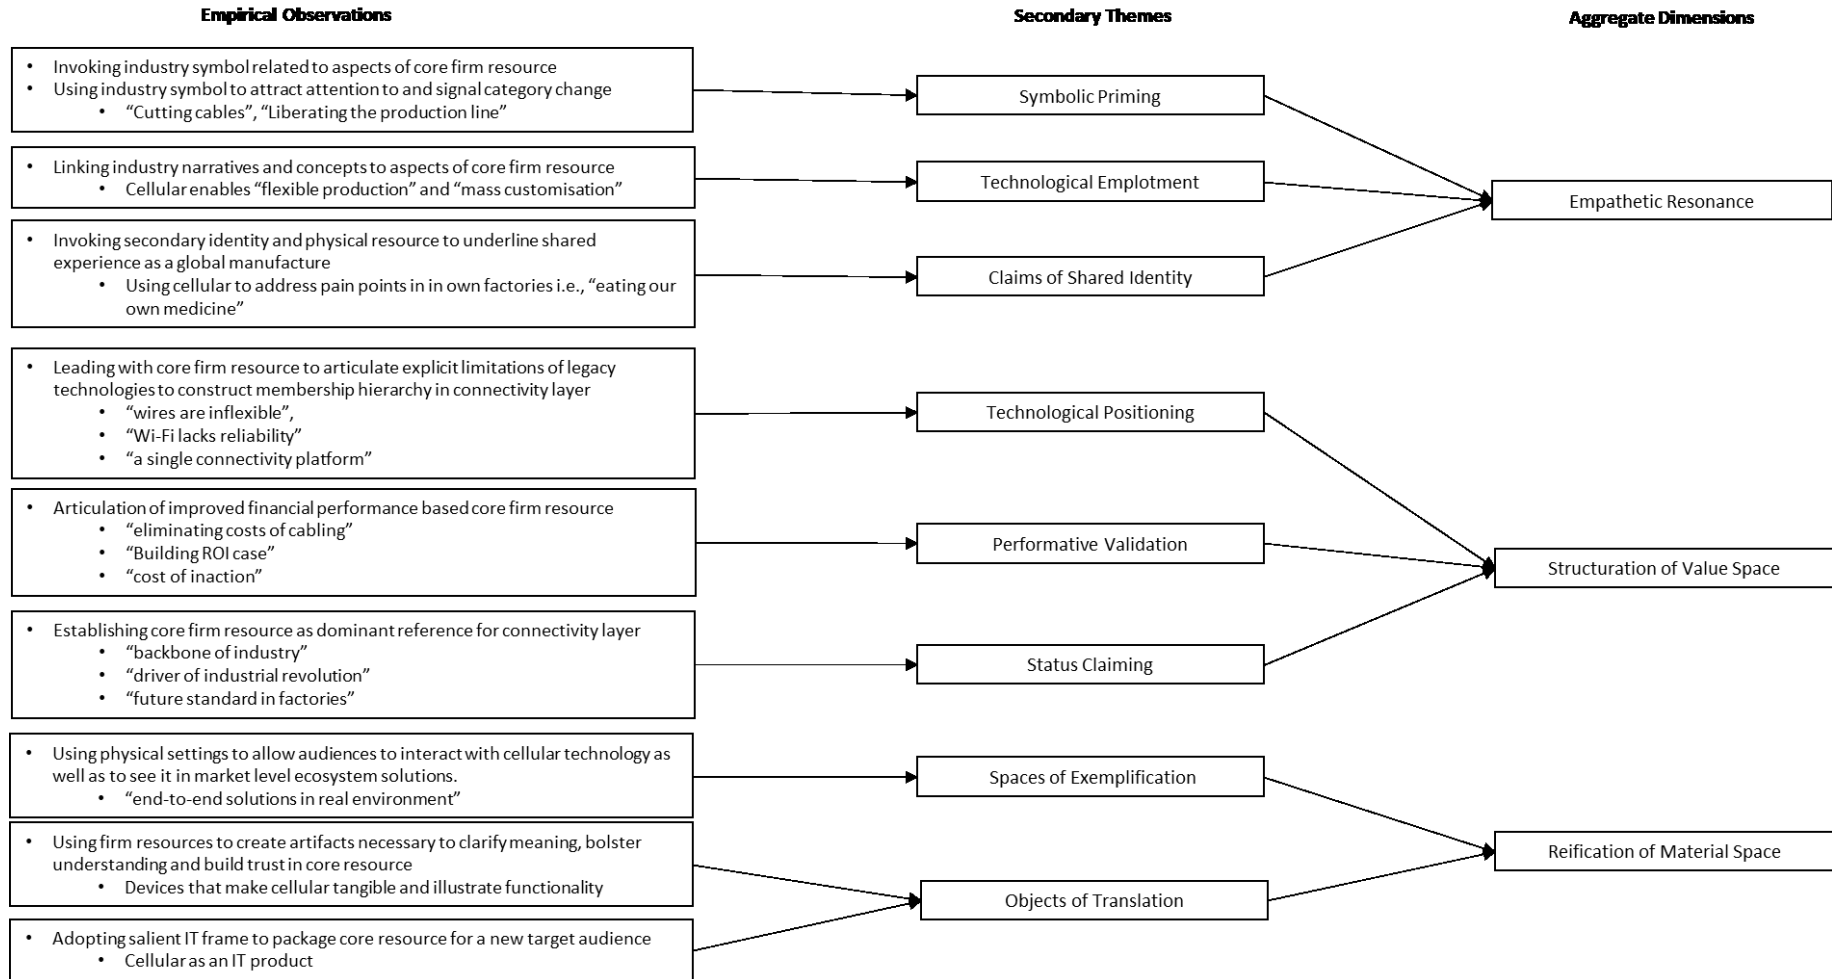 Empirical Observations
Secondary Themes
Aggregate Dimensions
• Invoking industry symbol related to aspects of core firm resource
• Using industry symbol to attract attention to and signal category change
• “Cutting cables”, “Liberating the production line”
Symbolic Priming
• Linking industry narratives and concepts to aspects of core firm resource
• Cellular enables “flexible production” and “mass customisation”
Technological Emplotment
Empathetic Resonance
• Invoking secondary identity and physical resource to underline shared
experience as a global manufacture
• Using cellular to address pain points in in own factories i.e., “eating our
own medicine”
Claims of Shared Identity
• Leading with core firm resource to articulate explicit limitations of legacy
technologies to construct membership hierarchy in connectivity layer
• “wires are inflexible”,
• “Wi-Fi lacks reliability”
• “a single connectivity platform”
Technological Positioning
• Articulation of improved financial performance based core firm resource
• “eliminating costs of cabling”
• “Building ROI case”
• “cost of inaction”
Performative Validation
Structuration of Value Space
• Establishing core firm resource as dominant reference for connectivity layer
• “backbone of industry”
• “driver of industrial revolution”
• “future standard in factories”
Status Claiming
• Using physical settings to allow audiences to interact with cellular technology as
well as to see it in market level ecosystem solutions.
• “end-to-end solutions in real environment”
Spaces of Exemplification
• Using firm resources to create artifacts necessary to clarify meaning, bolster
understanding and build trust in core resource
• Devices that make cellular tangible and illustrate functionality
Reification of Material Space
Objects of Translation
• Adopting salient IT frame to package core resource for a new target audience
• Cellular as an IT product